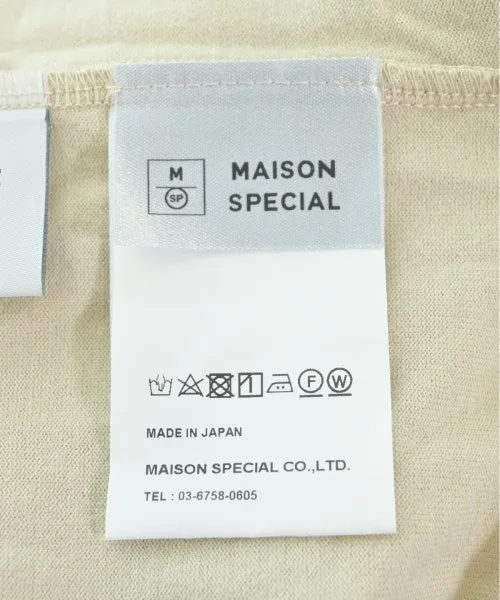 M
SP
MAISON
SPECIAL
F W
MADE IN JAPAN
MAISON SPECIAL CO.,LTD.
TEL : 03-6758-0605